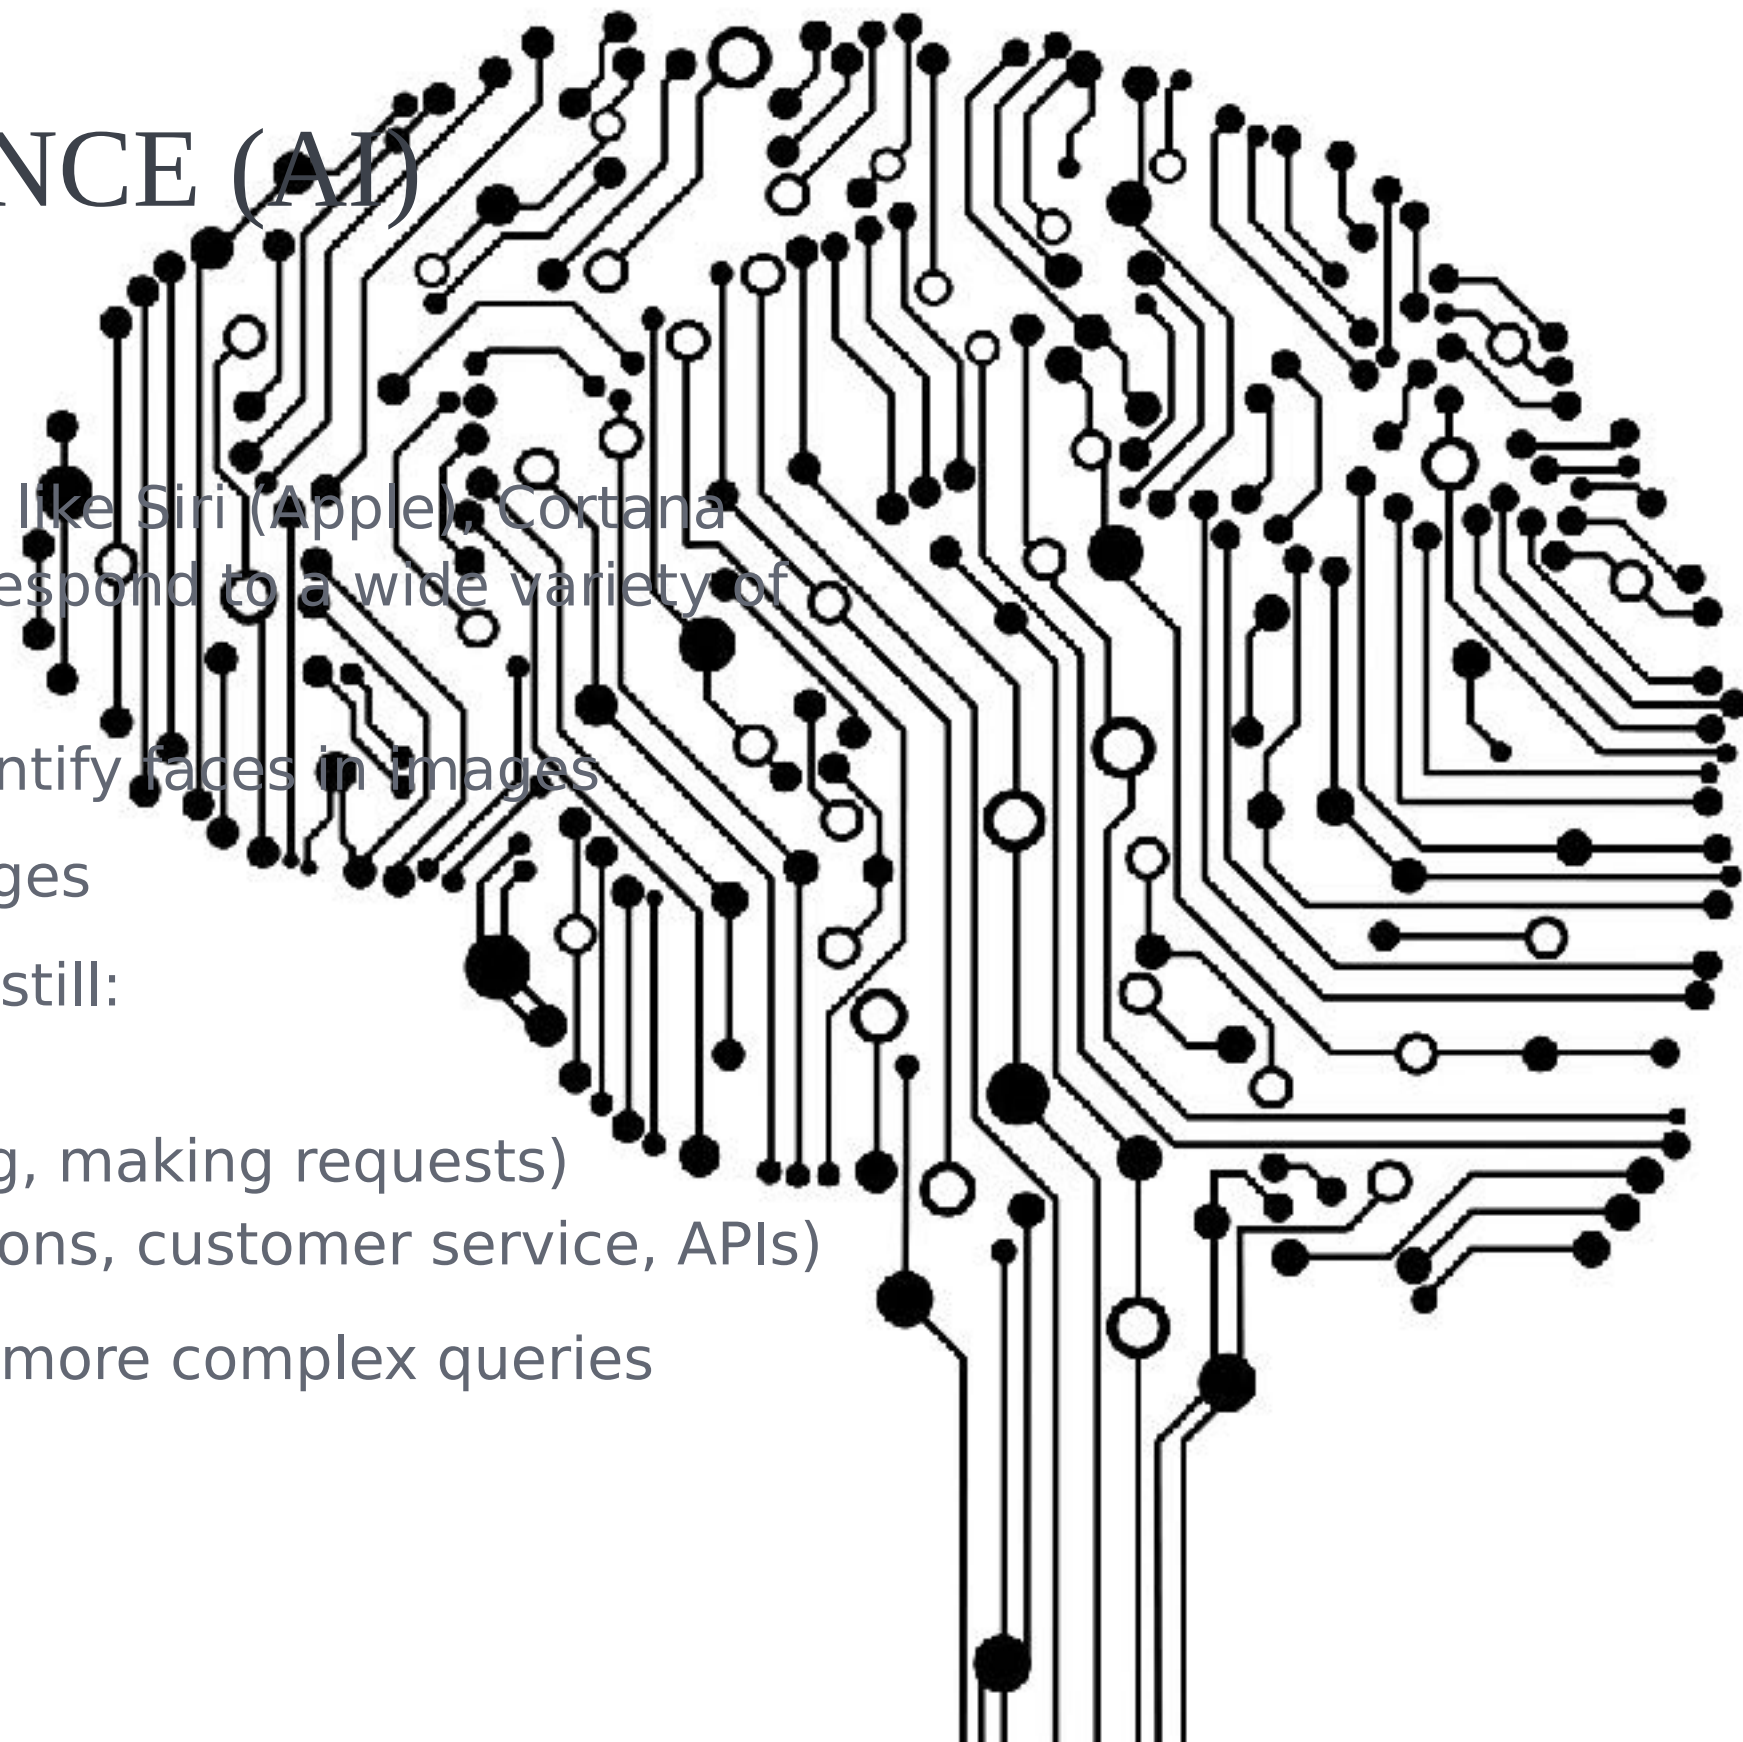 NCE (AI)
like Siri (Apple), Cortana
espond to a wide variety of
ntify faces in images
ges
still:
g, making requests)
ons, customer service, APIs)
more complex queries